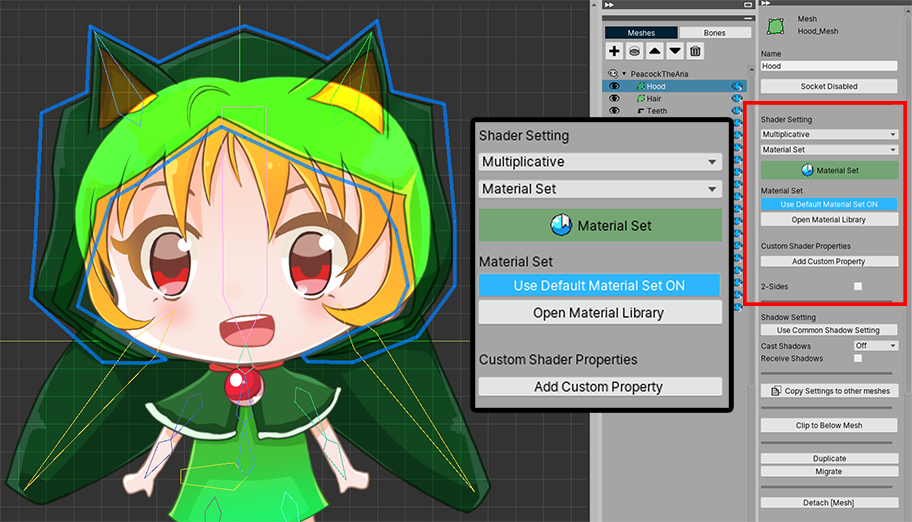 Meshes
Bones
PeacockTheAria
Hood
Hair
Teeth
Shader Setting
Multiplicative
Material Set
Material Set
Material Set
Use Default Material Set ON
Open Material Library
Custom Shader Properties
Add Custom Property
Mesh
Hood_Mesh
Name
Hood
Socket Disabled
Shader Setting
Multiplicative
Material Set
Material Set
Material Set
Use Default Material Set ON
Open Material Library
Custom Shader Properties
Add Custom Property
2-Sides
Shadow Setting
Use Common Shadow Setting
Cast Shadows
Off
Receive Shadows
Copy Settings to other meshes
Clip to Below Mesh
Duplicate
Migrate
Detach [Mesh]